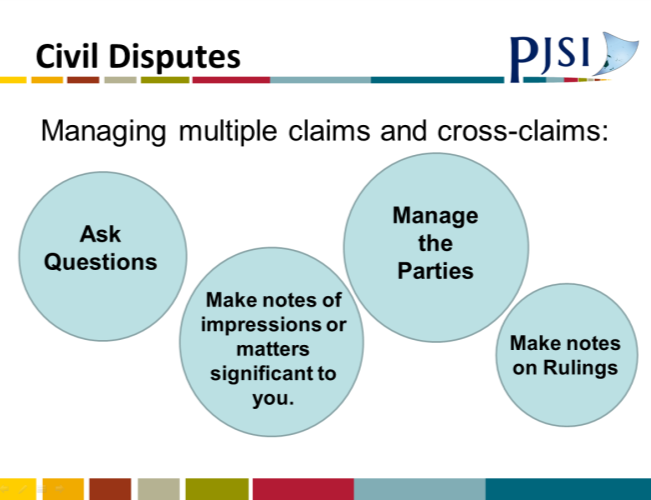 Civil Disputes
PJSI
Managing multiple claims and cross-claims:
Ask
Questions
Make notes of
impressions or
matters
significant to
you.
Manage
the
Parties
Make notes
on Rulings